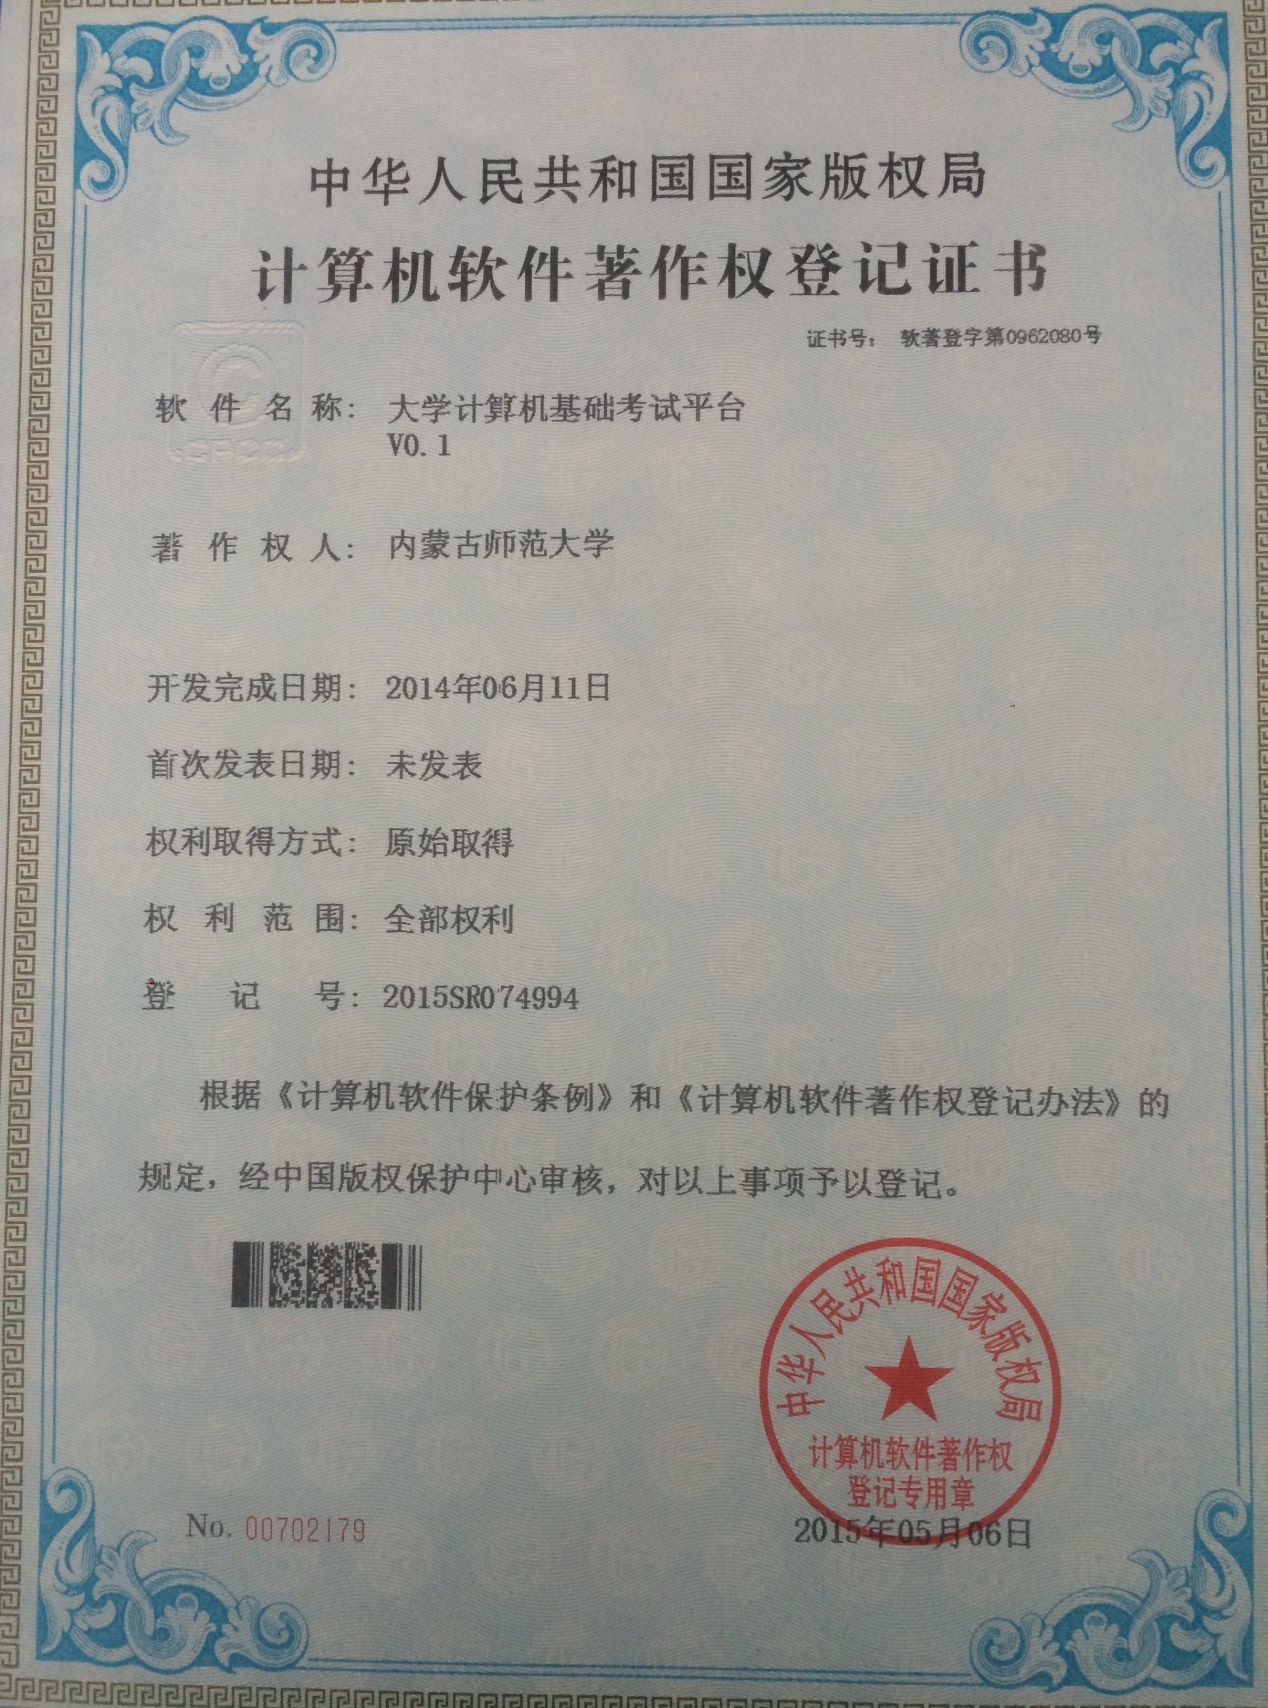 中华人民共和国国家版权局
计算机软件著作权登记证书
证书号： 软著登字第0962080号
软件名称： 大学计算机基础考试平台
V0.1
著作权人： 内蒙古师范大学
开发完成日期： 2014年06月11日
首次发表日期： 未发表
权利取得方式： 原始取得
权利范围： 全部权利
登记号： 2015SR074994
根据《计算机软件保护条例》和《计算机软件著作权登记办法》的
规定，经中国版权保护中心审核，对以上事项予以登记。
中华人民共和国国家版权局
计算机软件著作权
登记专用章
No. 00702179
2015年05月06日